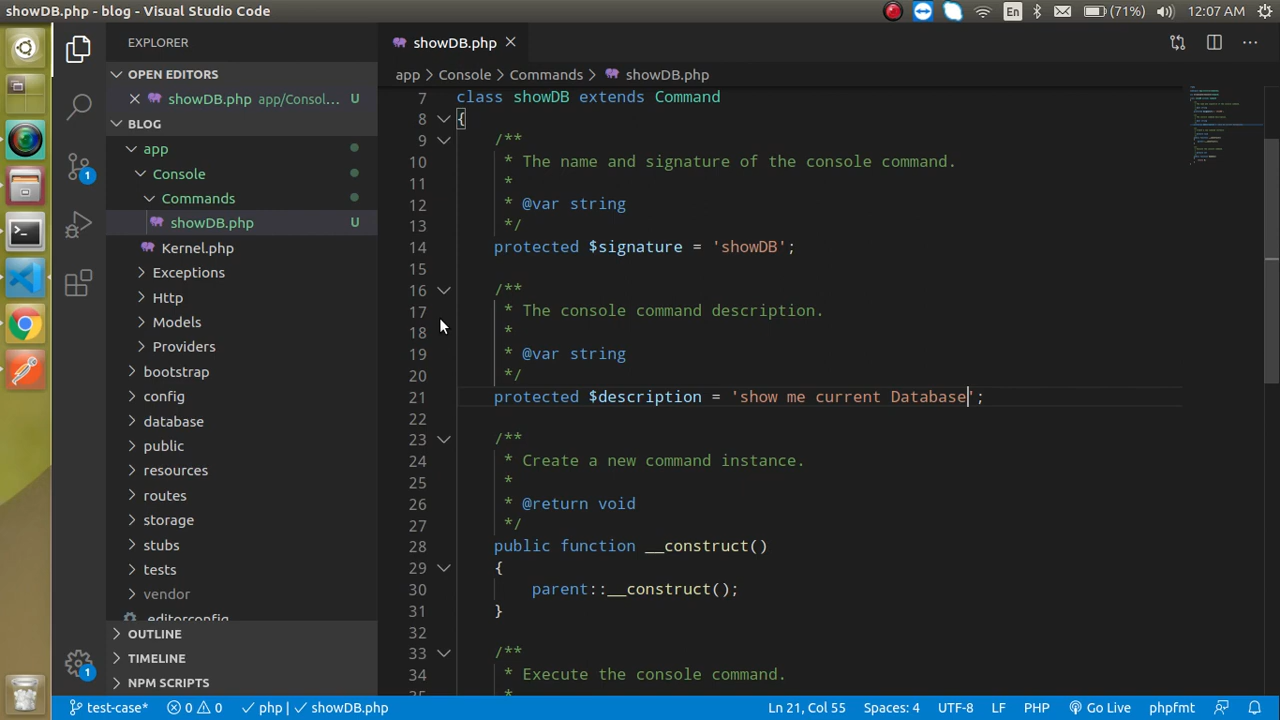 showDB.php - blog - Visual Studio Code
En
(71%)
12:07 AM
EXPLORER
showDB.php
OPEN EDITORS
showDB.php app/Consol... U
app > Console > Commands > showDB.php
BLOG
app
Console
Commands
showDB.php U
Kernel.php
Exceptions
Http
Models
Providers
bootstrap
config
database
public
resources
routes
storage
stubs
tests
vendor
.editorconfig
OUTLINE
TIMELINE
NPM SCRIPTS
1
1
7 class showDB extends Command
8 {
9 /**
10 * The name and signature of the console command.
11 *
12 * @var string
13 */
14 protected $signature = 'showDB';
15
16 /**
17 * The console command description.
18 *
19 * @var string
20 */
21 protected $description = 'show me current Database';
22
23 /**
24 * Create a new command instance.
25 *
26 * @return void
27 */
28 public function __construct()
29 {
30 parent::__construct();
31 }
32
33 /**
34 * Execute the console command.
35 *
test-case* 0 0 php | showDB.php Ln 21, Col 55 Spaces: 4 UTF-8 LF PHP Go Live phpfmt